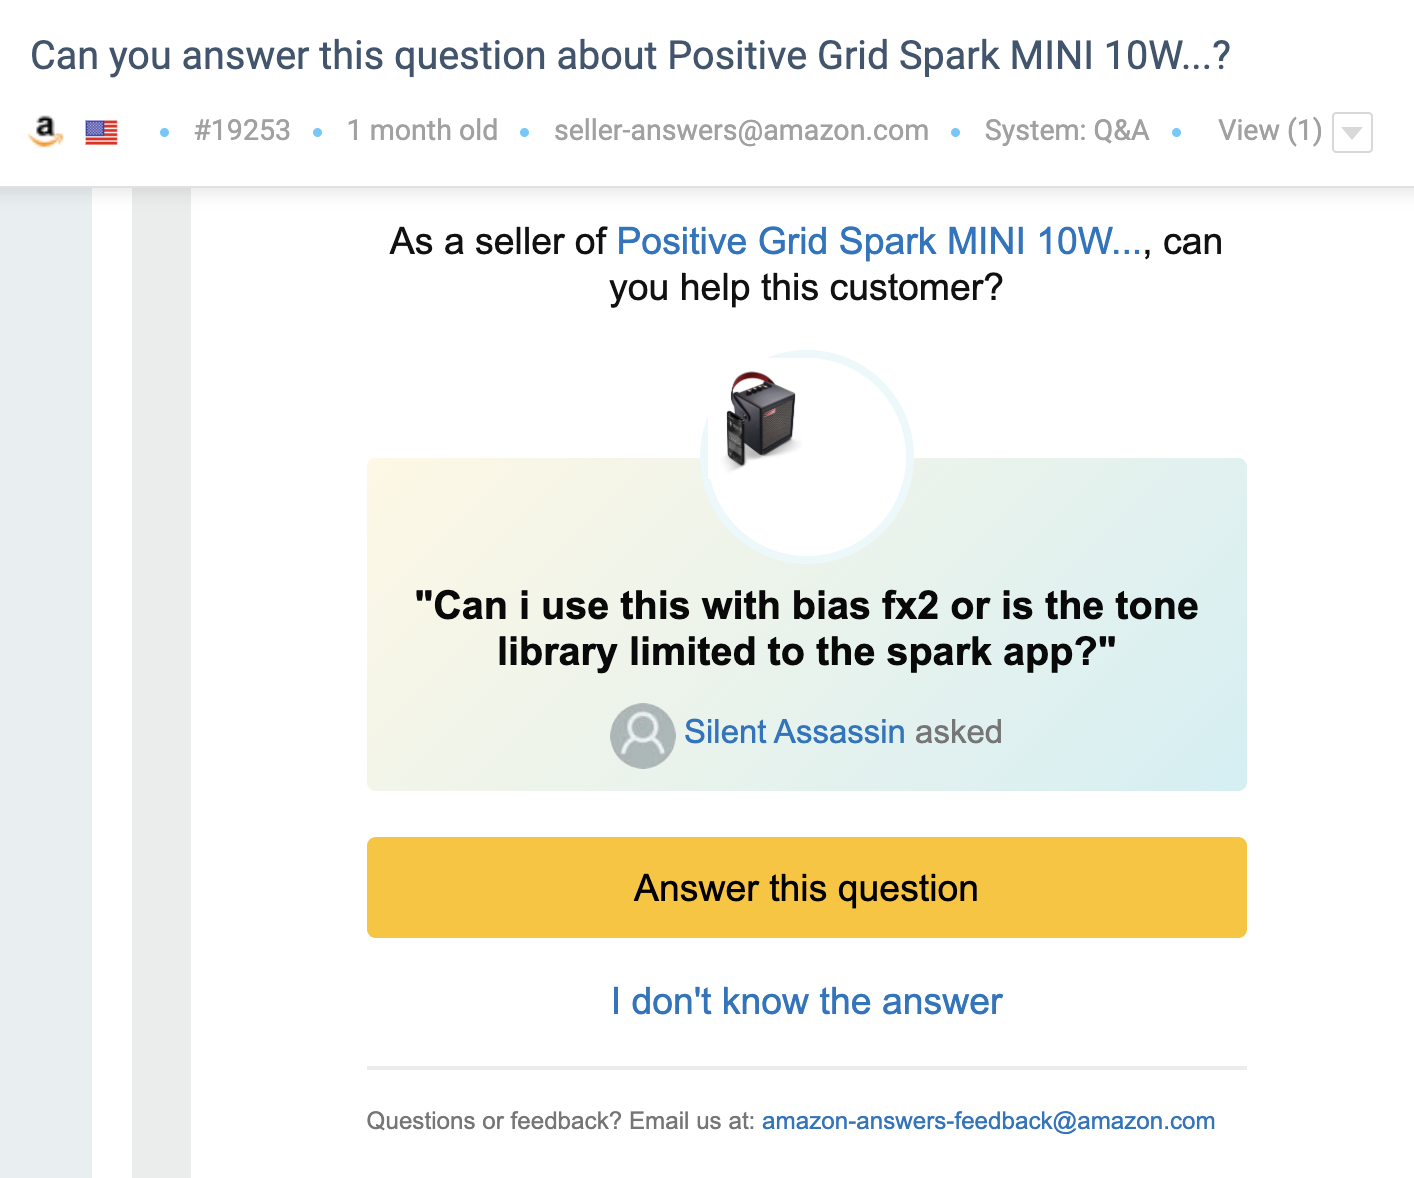 Can you answer this question about Positive Grid Spark MINI 10W...?
a #19253 1 month old seller-answers@amazon.com System: Q&A View (1)
As a seller of Positive Grid Spark MINI 10W..., can
you help this customer?
"Can i use this with bias fx2 or is the tone
library limited to the spark app?"
Silent Assassin asked
Answer this question
I don't know the answer
Questions or feedback? Email us at: amazon-answers-feedback@amazon.com